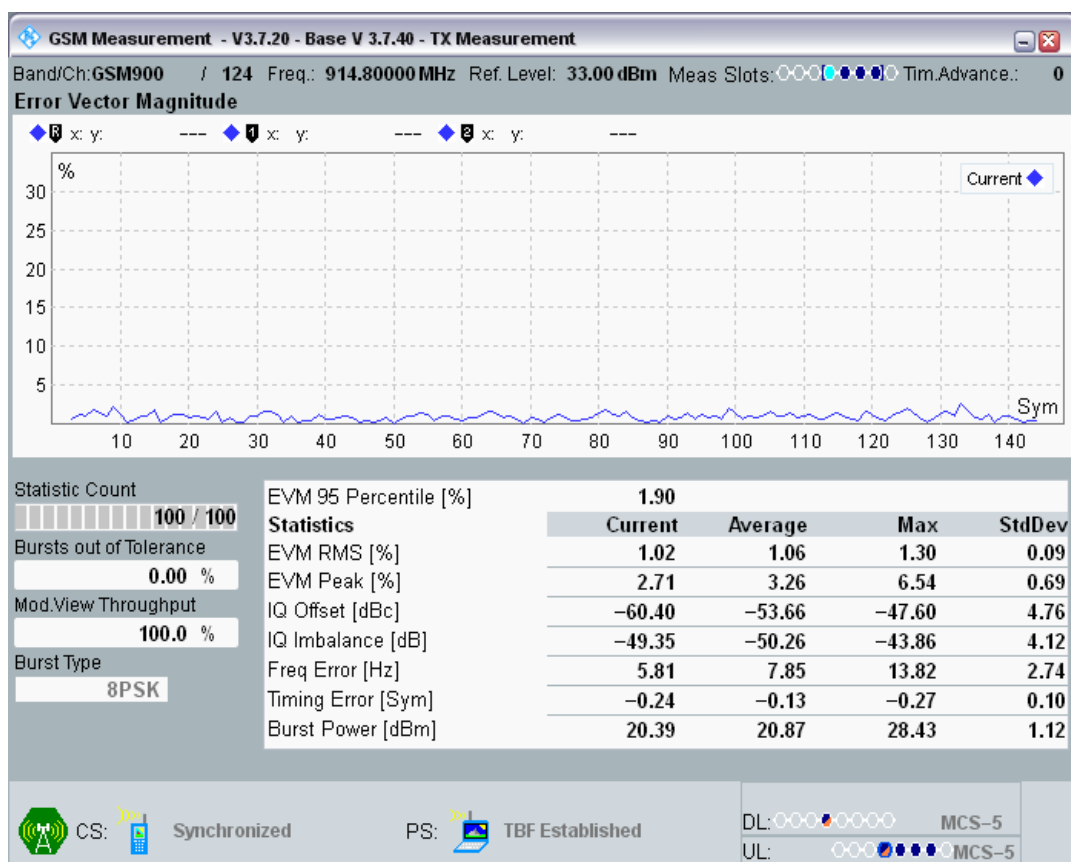 GSM Measurement - V3.7.20 - Base V 3.7.40 - TX Measurement
Band/Ch:GSM900 / 124 Freq.: 914.80000 MHz Ref. Level: 33.00 dBm Meas Slots: Tim.Advance.: 0
Error Vector Magnitude
R x: y: --- 1 x: y: --- 2 x: y: ---
%
Current
30
25
20
15
10
5
Sym
10 20 30 40 50 60 70 80 90 100 110 120 130 140
Statistic Count
100 / 100
Bursts out of Tolerance
0.00 %
Mod.View Throughput
100.0 %
Burst Type
8PSK
EVM 95 Percentile [%] 1.90
Statistics Current Average Max StdDev
EVM RMS [%] 1.02 1.06 1.30 0.09
EVM Peak [%] 2.71 3.26 6.54 0.69
IQ Offset [dBc] −60.40 −53.66 −47.60 4.76
IQ Imbalance [dB] −49.35 −50.26 −43.86 4.12
Freq Error [Hz] 5.81 7.85 13.82 2.74
Timing Error [Sym] −0.24 −0.13 −0.27 0.10
Burst Power [dBm] 20.39 20.87 28.43 1.12
CS: Synchronized PS: TBF Established
DL: MCS−5
UL: MCS−5